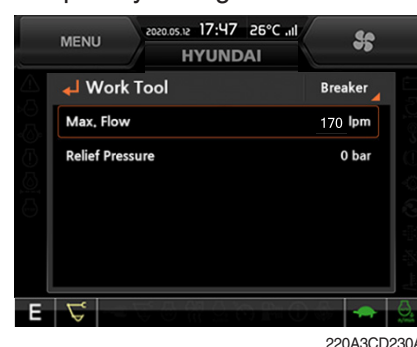 MENU
2020.05.12 17:47 26°C
HYUNDAI
Work Tool
Breaker
Max. Flow 170 lpm
Relief Pressure 0 bar
E
220A3CD230A